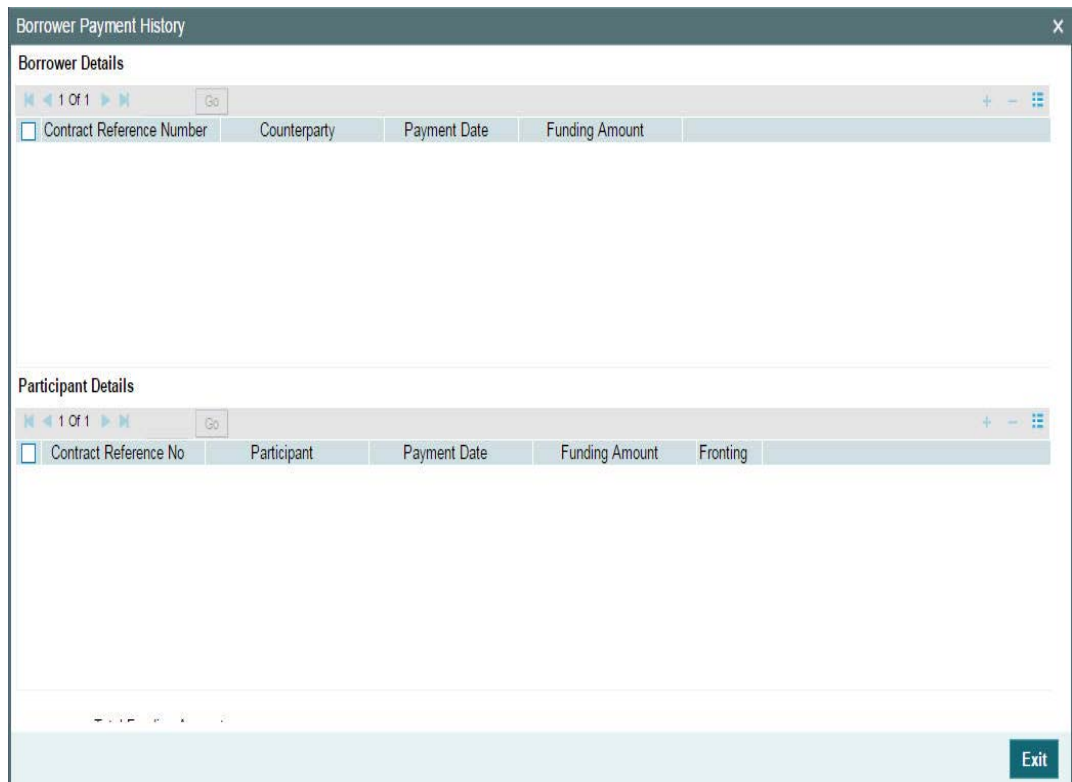 Borrower Payment History
Borrower Details
1 Of 1 Go
Contract Reference Number Counterparty Payment Date Funding Amount
Participant Details
1 Of 1 Go
Contract Reference No Participant Payment Date Funding Amount Fronting
Exit